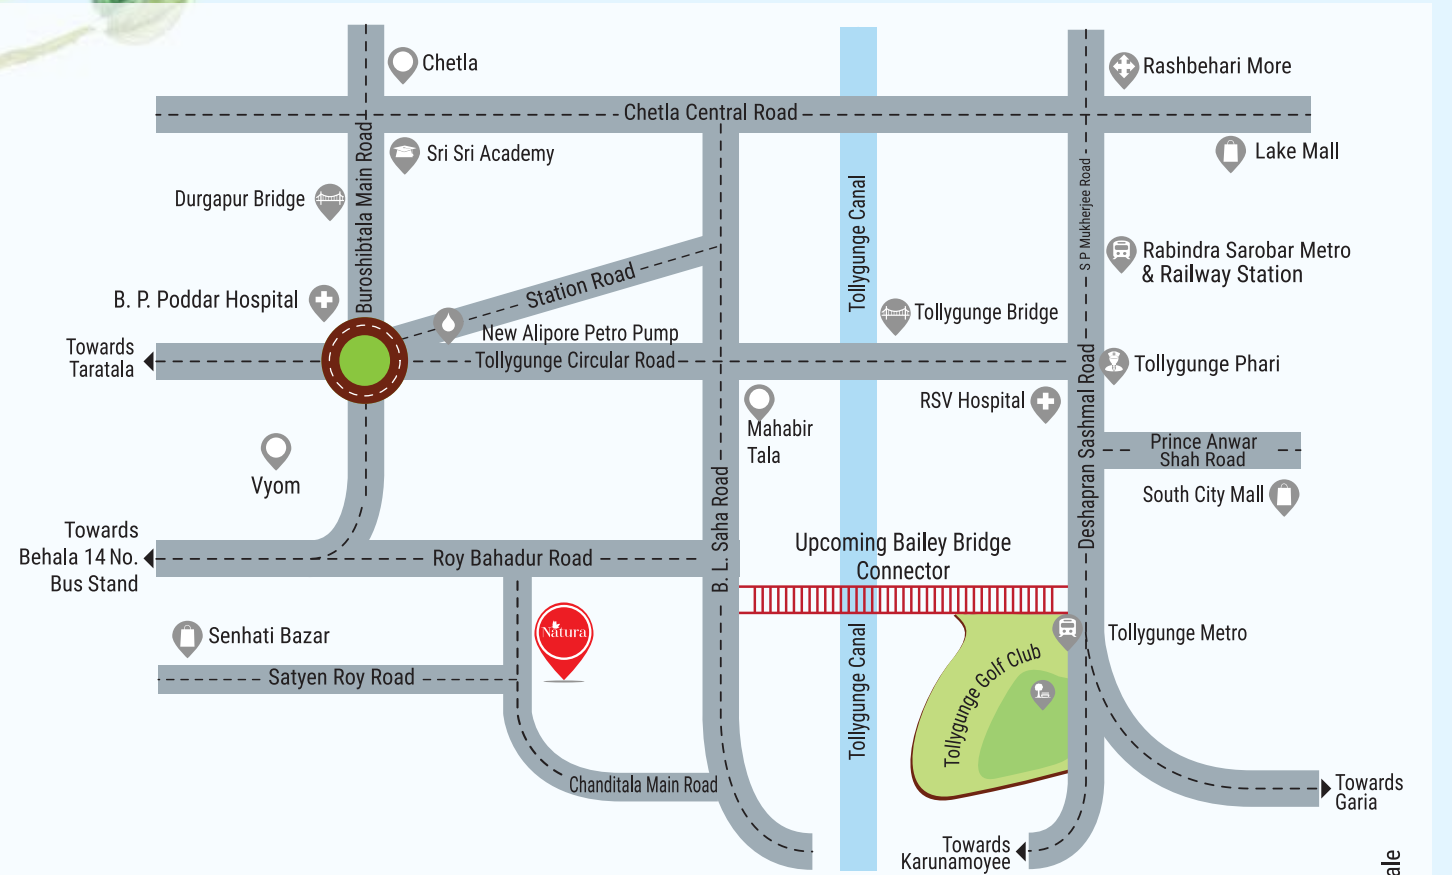 Chetla
Rashbehari More
Chetla Central Road
Sri Sri Academy
Lake Mall
Durgapur Bridge
Buroshibtala Main Road
Tollygunge Canal
S P Mukherjee Road
Rabindra Sarobar Metro
& Railway Station
Station Road
B. P. Poddar Hospital
Tollygunge Bridge
New Alipore Petro Pump
Towards
Taratala
Tollygunge Circular Road
Tollygunge Phari
RSV Hospital
Mahabir
Tala
Deshapran Sashmal Road
Prince Anwar
Shah Road
Vyom
South City Mall
B. L. Saha Road
Towards
Behala 14 No.
Bus Stand
Roy Bahadur Road
Upcoming Bailey Bridge
Connector
Natura
Senhati Bazar
Tollygunge Metro
Satyen Roy Road
Tollygunge Canal
Tollygunge Golf Club
Chanditala Main Road
Towards
Garia
Towards
Karunamoyee
ale